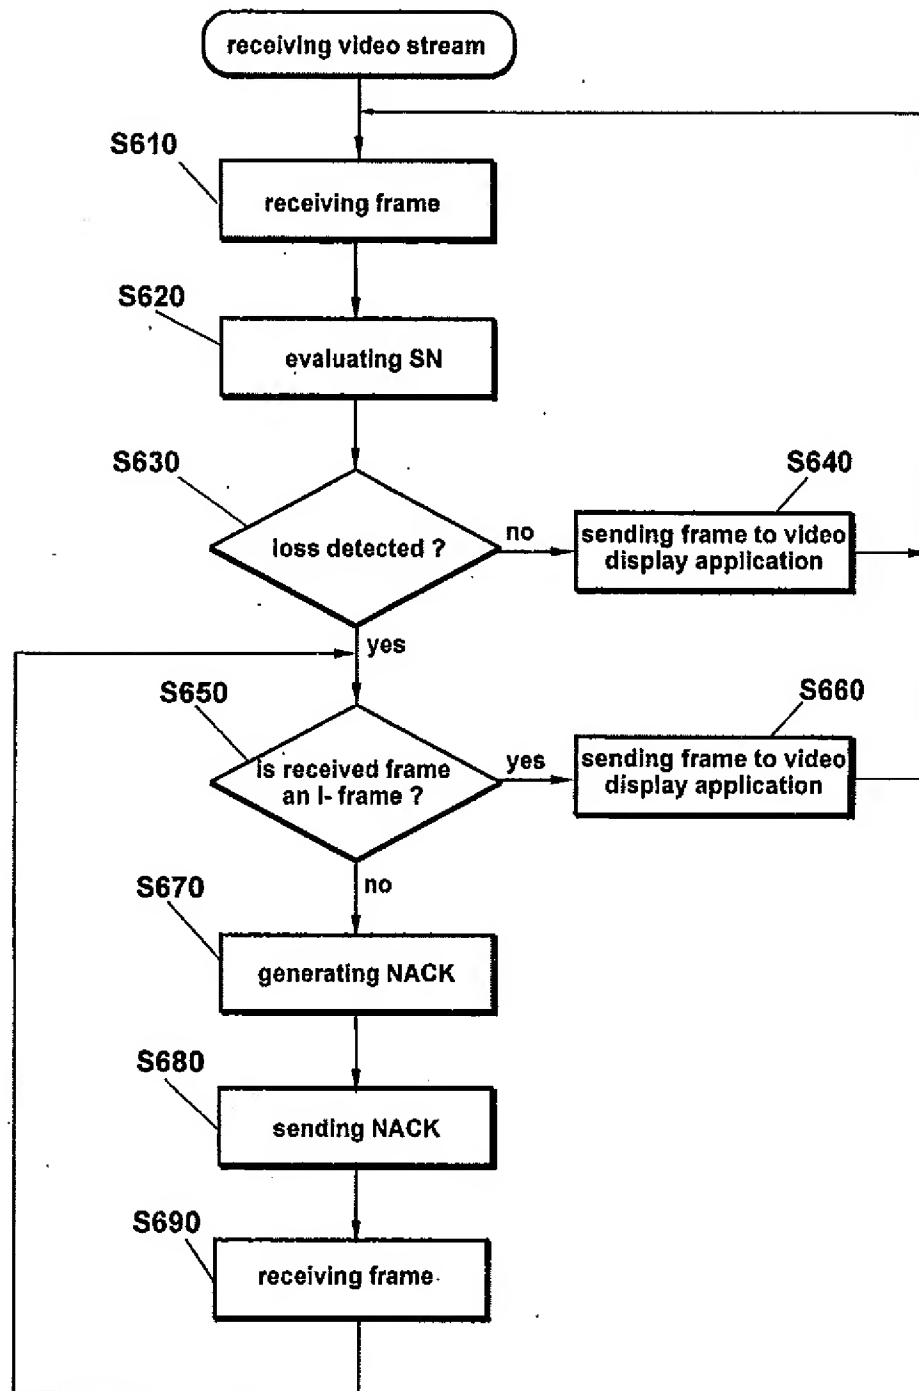 receiving video stream
S610
receiving frame
S620
evaluating SN
S630
loss detected ?
no
S640
sending frame to video
display application
yes
S650
is received frame
an I- frame ?
yes
S660
sending frame to video
display application
no
S670
generating NACK
S680
sending NACK
S690
receiving frame